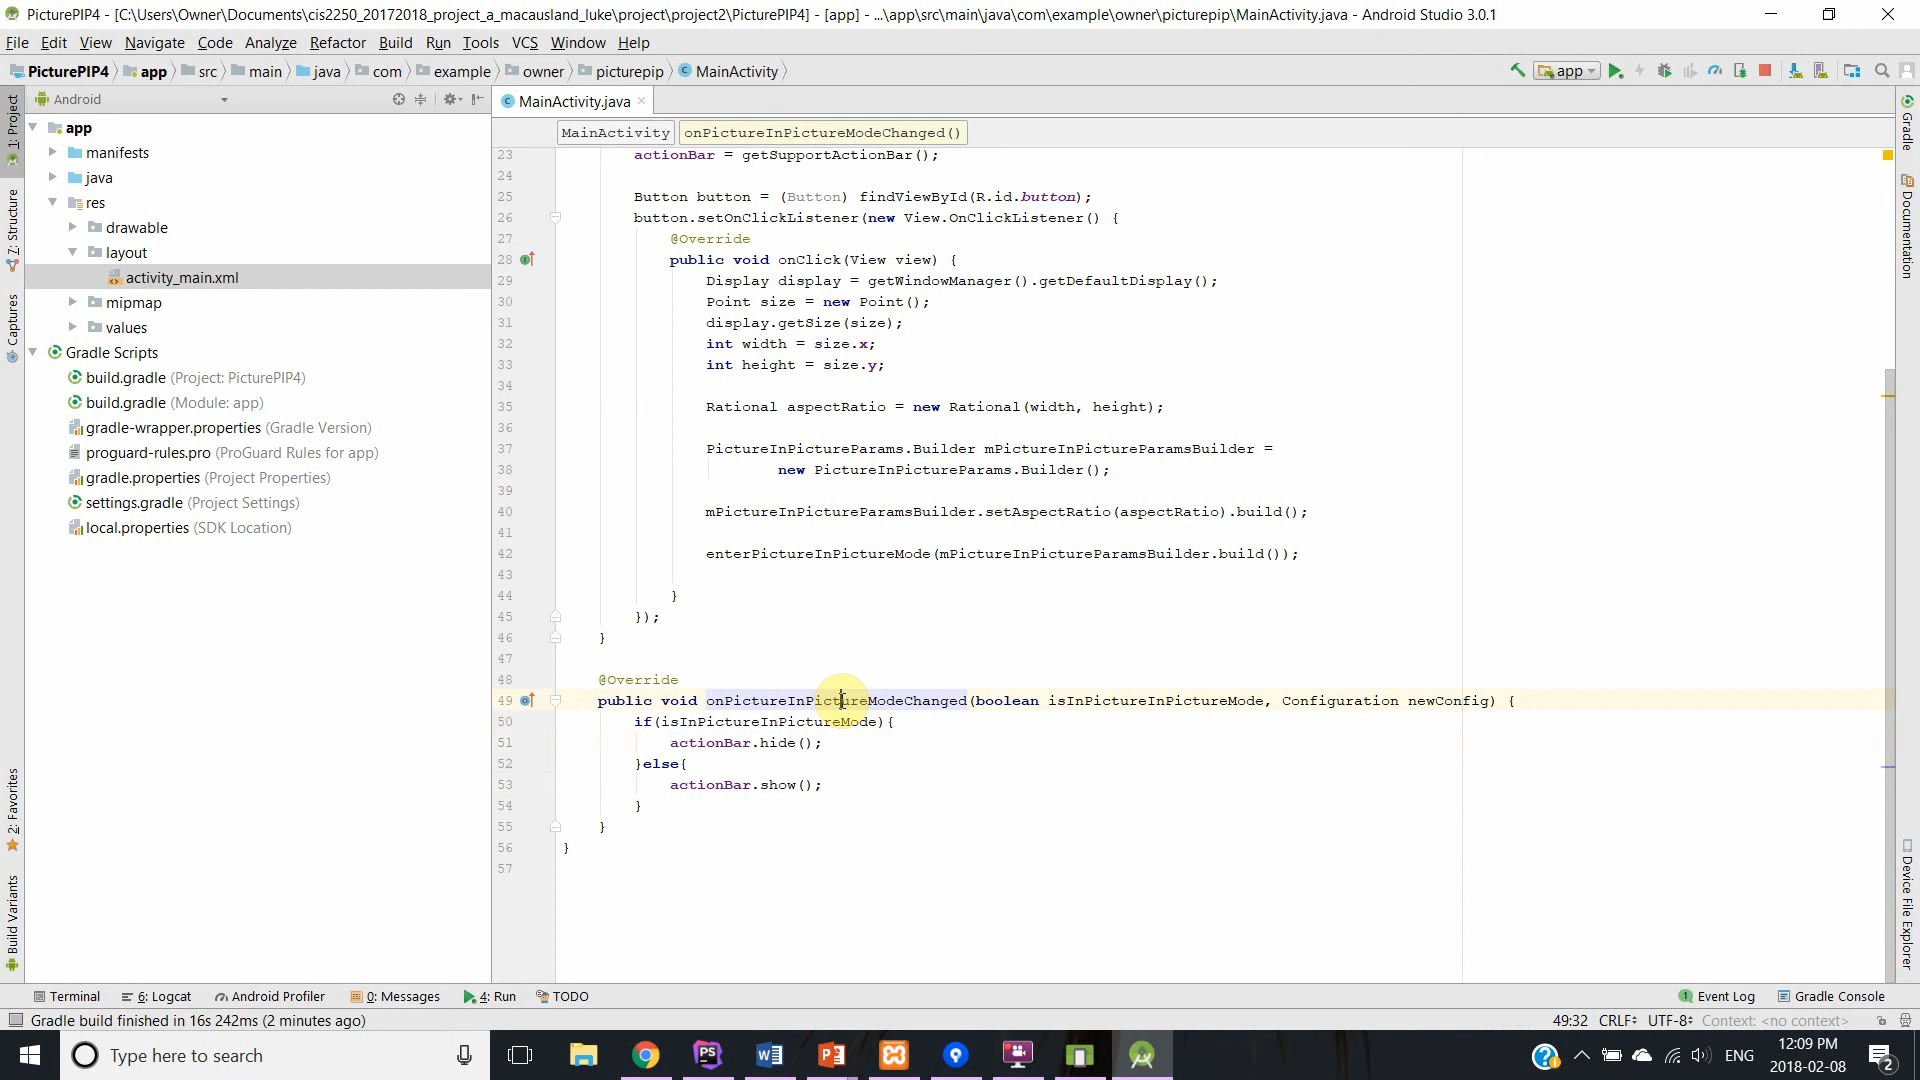 PicturePIP4 - [C:\Users\Owner\Documents\cis2250_20172018_project_a_macausland_luke\project\project2\PicturePIP4] - [app] - ...\app\src\main\java\com\example\owner\picturepip\MainActivity.java - Android Studio 3.0.1
File Edit View Navigate Code Analyze Refactor Build Run Tools VCS Window Help
PicturePIP4 app src main java com example owner picturepip MainActivity app
Android MainActivity.java
MainActivity onPictureInPictureModeChanged()
1: Project
Z: Structure
Captures
2: Favorites
Build Variants
app
manifests
java
res
drawable
layout
activity_main.xml
mipmap
values
Gradle Scripts
build.gradle (Project: PicturePIP4)
build.gradle (Module: app)
gradle-wrapper.properties (Gradle Version)
proguard-rules.pro (ProGuard Rules for app)
gradle.properties (Project Properties)
settings.gradle (Project Settings)
local.properties (SDK Location)
23 actionBar = getSupportActionBar();
24
25 Button button = (Button) findViewById(R.id.button);
26 button.setOnClickListener(new View.OnClickListener() {
27 @Override
28 public void onClick(View view) {
29 Display display = getWindowManager().getDefaultDisplay();
30 Point size = new Point();
31 display.getSize(size);
32 int width = size.x;
33 int height = size.y;
34
35 Rational aspectRatio = new Rational(width, height);
36
37 PictureInPictureParams.Builder mPictureInPictureParamsBuilder =
38 new PictureInPictureParams.Builder();
39
40 mPictureInPictureParamsBuilder.setAspectRatio(aspectRatio).build();
41
42 enterPictureInPictureMode(mPictureInPictureParamsBuilder.build());
43
44 }
45 });
46 }
47
48 @Override
49 public void onPictureInPictureModeChanged(boolean isInPictureInPictureMode, Configuration newConfig) {
50 if(isInPictureInPictureMode){
51 actionBar.hide();
52 }else{
53 actionBar.show();
54 }
55 }
56 }
57
Gradle
Documentation
Device File Explorer
Terminal 6: Logcat Android Profiler 0: Messages 4: Run TODO 1 Event Log Gradle Console
Gradle build finished in 16s 242ms (2 minutes ago) 49:32 CRLF UTF-8 Context: <no context>
Type here to search ENG 12:09 PM
2018-02-08 2